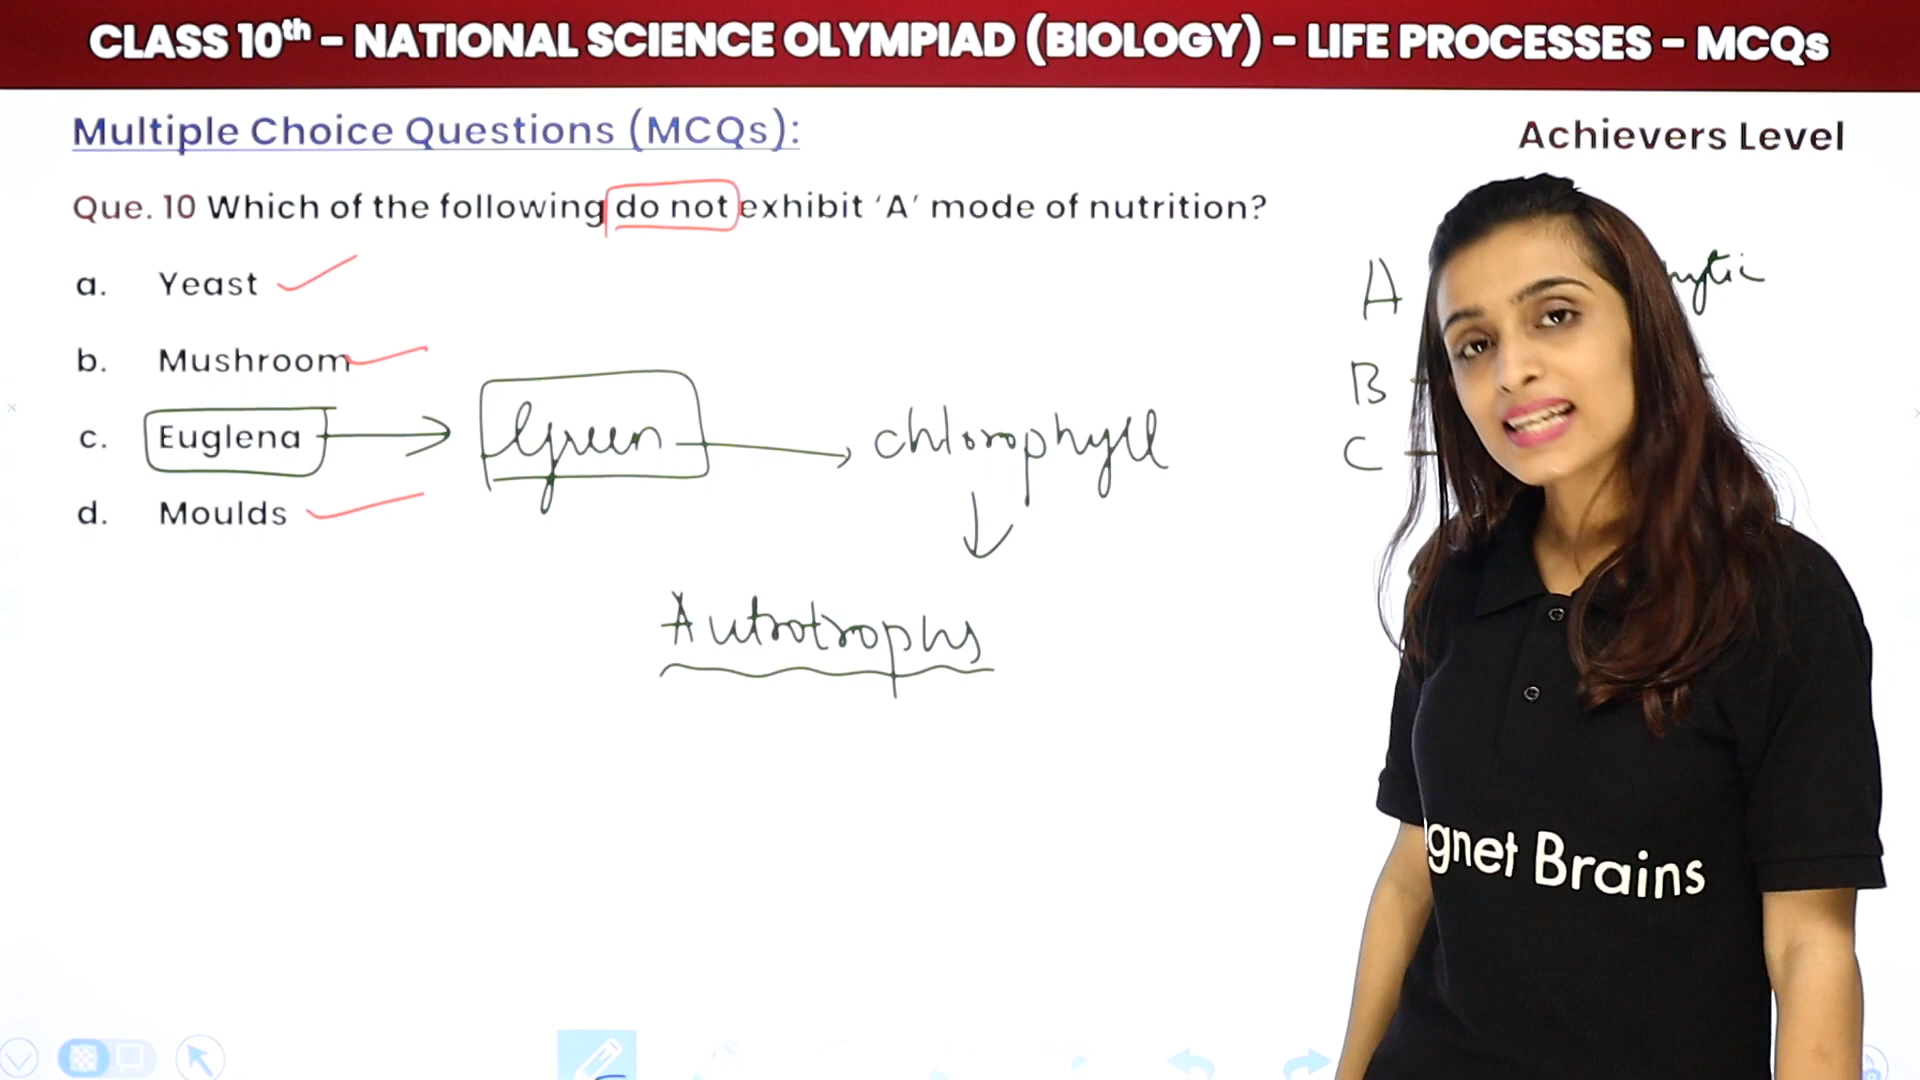 CLASS 10th - NATIONAL SCIENCE OLYMPIAD (BIOLOGY) - LIFE PROCESSES - MCQs
Multiple Choice Questions (MCQs):
Achievers Level
Que. 10 Which of the following do not exhibit ‘A’ mode of nutrition?
a. Yeast
b. Mushroom
c. Euglena
d. Moulds
Green
chlorophyll
Autrotrophs
A
B
C
gnet Brains